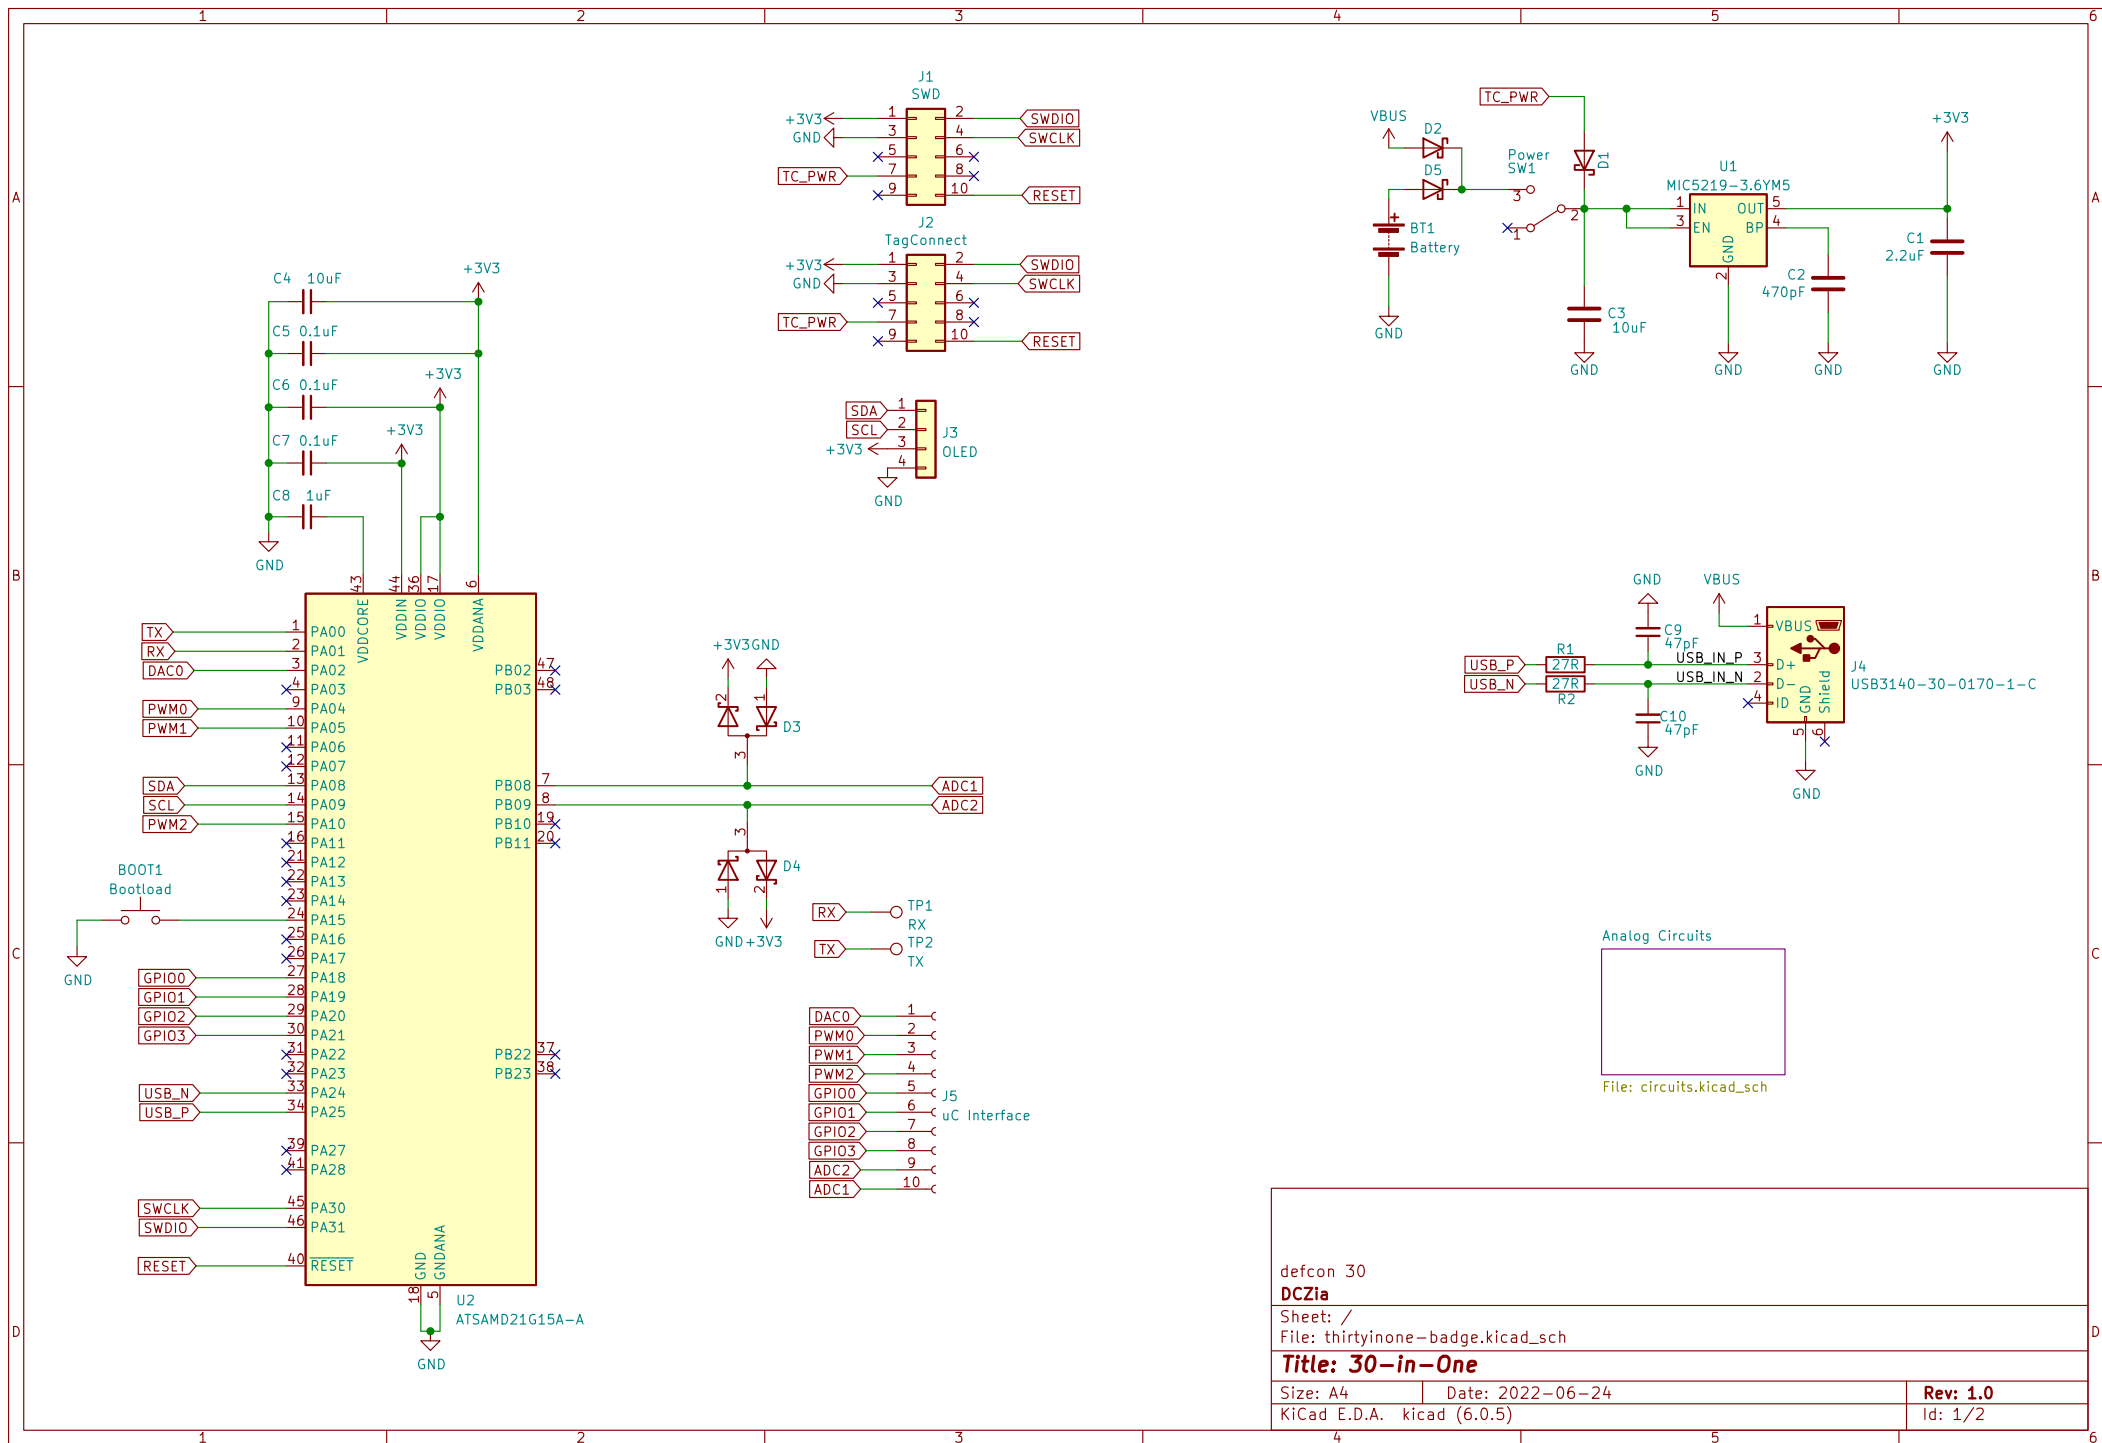 1 2 3 4 5 6
A
B
C
D
A
B
C
D
1 2 3 4 5 6
J1
SWD
+3V3 1 2 SWDIO
GND 3 4 SWCLK
5 6
TC_PWR 7 8
9 10 RESET
J2
TagConnect
+3V3 1 2 SWDIO
GND 3 4 SWCLK
5 6
TC_PWR 7 8
9 10 RESET
SDA 1
SCL 2
+3V3 3
4
GND
J3
OLED
TC_PWR
VBUS
D2
D5
D1
Power
SW1
3
2
1
BT1
Battery
GND
U1
MIC5219-3.6YM5
1 IN OUT 5
3 EN BP 4
GND
2
+3V3
C1
2.2uF
C2
470pF
C3
10uF
GND
GND
GND
GND
C4 10uF
+3V3
C5 0.1uF
+3V3
C6 0.1uF
+3V3
C7 0.1uF
C8 1uF
GND
43 44 36 17 6
VDDCORE VDDIN VDDIO VDDIO VDDANA
TX 1 PA00
RX 2 PA01
DAC0 3 PA02
4 PA03
PWM0 9 PA04
PWM1 10 PA05
11 PA06
12 PA07
SDA 13 PA08
SCL 14 PA09
PWM2 15 PA10
16 PA11
21 PA12
22 PA13
23 PA14
24 PA15
25 PA16
26 PA17
GPIO0 27 PA18
GPIO1 28 PA19
GPIO2 29 PA20
GPIO3 30 PA21
31 PA22
32 PA23
USB_N 33 PA24
USB_P 34 PA25
39 PA27
41 PA28
SWCLK 45 PA30
SWDIO 46 PA31
RESET 40 RESET
PB02 47
PB03 48
PB08 7
PB09 8
PB10 19
PB11 20
PB22 37
PB23 38
GND GNDANA
18 5
GND
U2
ATSAMD21G15A-A
BOOT1
Bootload
GND
+3V3 GND
2 1
D3
3
ADC1
ADC2
3
D4
1 2
GND +3V3
RX TP1
RX
TX TP2
TX
DAC0 1
PWM0 2
PWM1 3
PWM2 4
GPIO0 5
GPIO1 6
GPIO2 7
GPIO3 8
ADC2 9
ADC1 10
J5
uC Interface
GND VBUS
C9
47pF
R1
USB_P 27R USB_IN_P
USB_N 27R USB_IN_N
R2
C10
47pF
GND
1 VBUS
3 D+
2 D-
4 ID
GND Shield
5 6
GND
J4
USB3140-30-0170-1-C
Analog Circuits
File: circuits.kicad_sch
defcon 30
DCZia
Sheet: /
File: thirtyinone-badge.kicad_sch
Title: 30-in-One
Size: A4 Date: 2022-06-24 Rev: 1.0
KiCad E.D.A. kicad (6.0.5) Id: 1/2